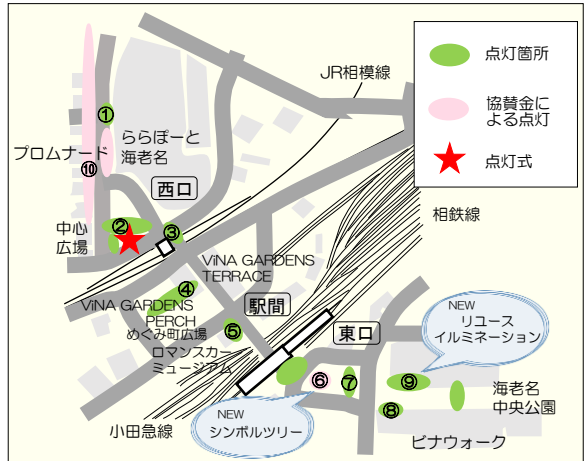 点灯箇所
協賛金に
よる点灯
点灯式
JR相模線
①
ららぽーと
海老名
プロムナード
⑩
西口
相鉄線
②
中心
広場
③
ViNA GARDENS
TERRACE
④
ViNA GARDENS
PERCH
めぐみ町広場
駅間
⑤
ロマンスカー
ミュージアム
東口
NEW
リユース
イルミネーション
⑥
⑦
⑨
⑧
海老名
中央公園
小田急線
NEW
シンボルツリー
ビナウォーク